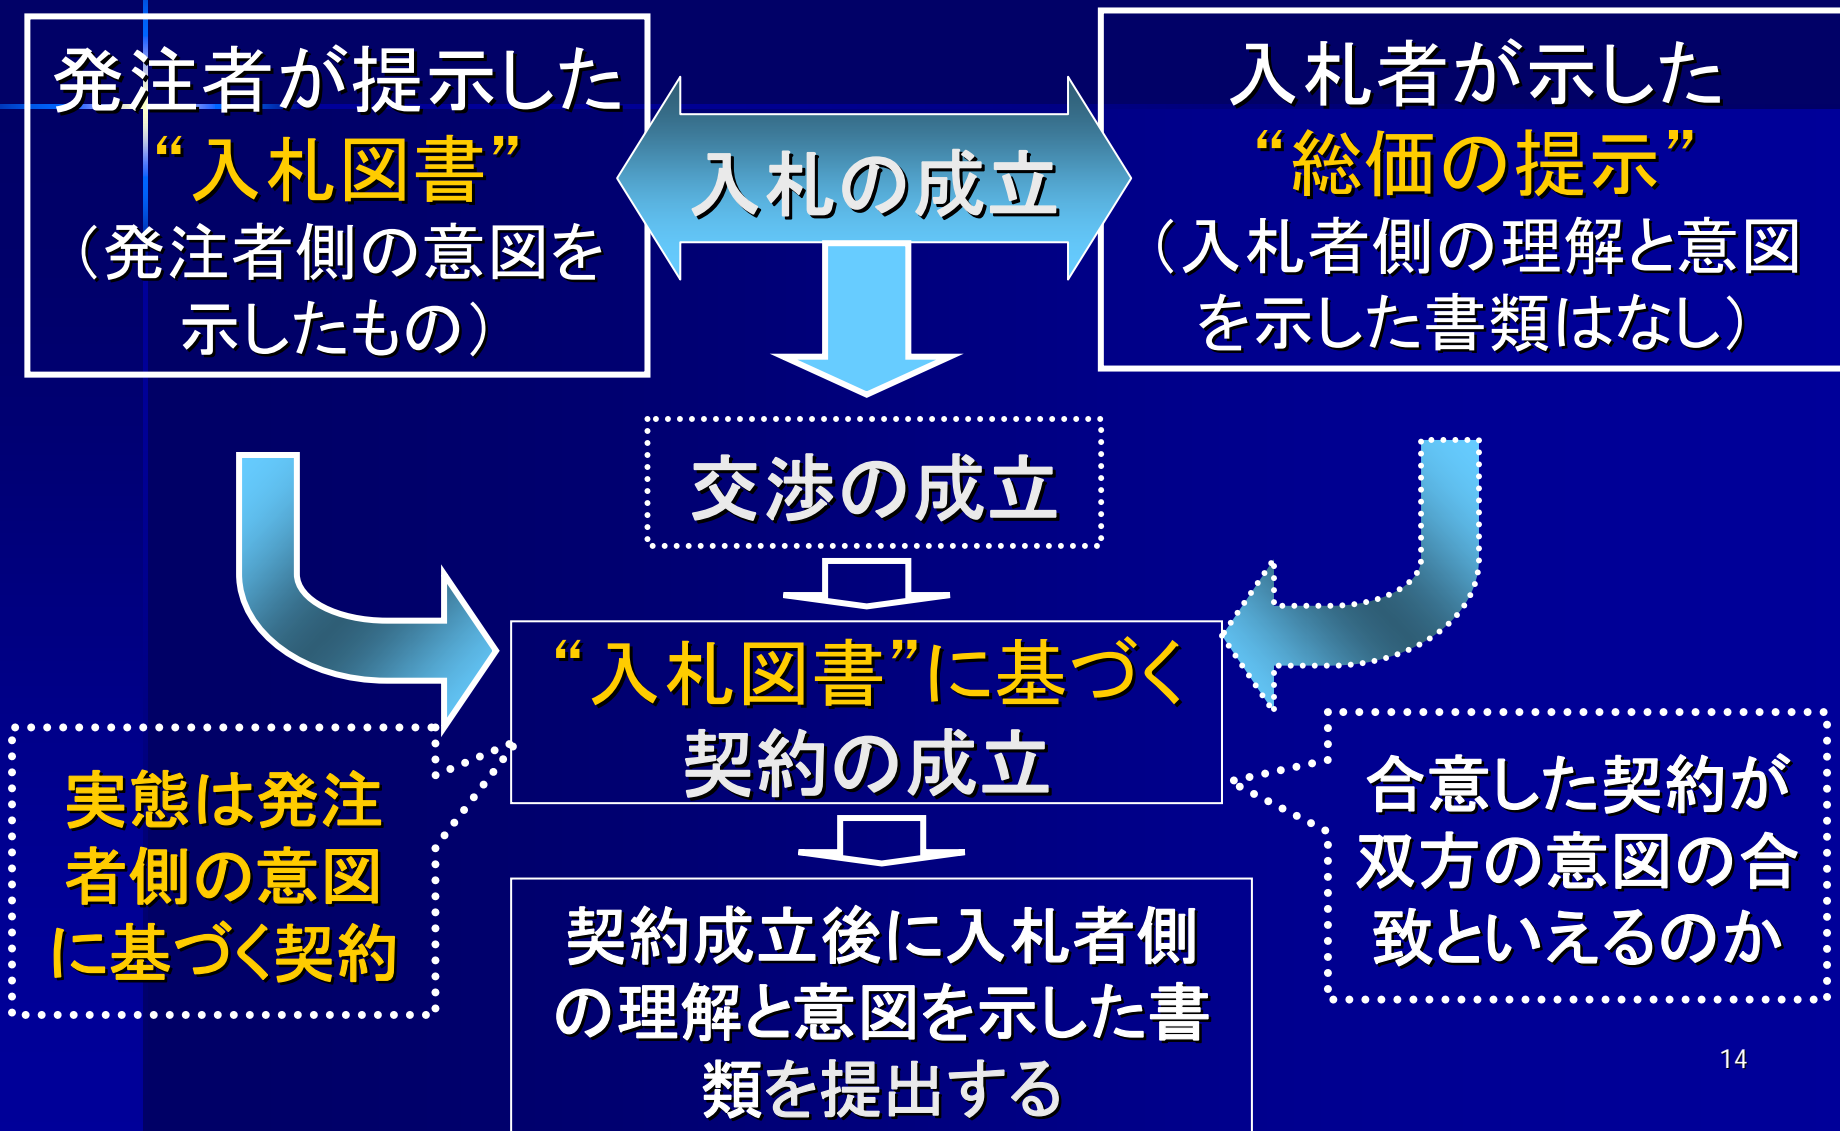 発注者が提示した
“入札図書”
（発注者側の意図を
示したもの）
入札の成立
入札者が示した
“総価の提示”
（入札者側の理解と意図
を示した書類はなし）
交渉の成立
“入札図書”に基づく
契約の成立
実態は発注
者側の意図
に基づく契約
合意した契約が
双方の意図の合
致といえるのか
契約成立後に入札者側
の理解と意図を示した書
類を提出する
14